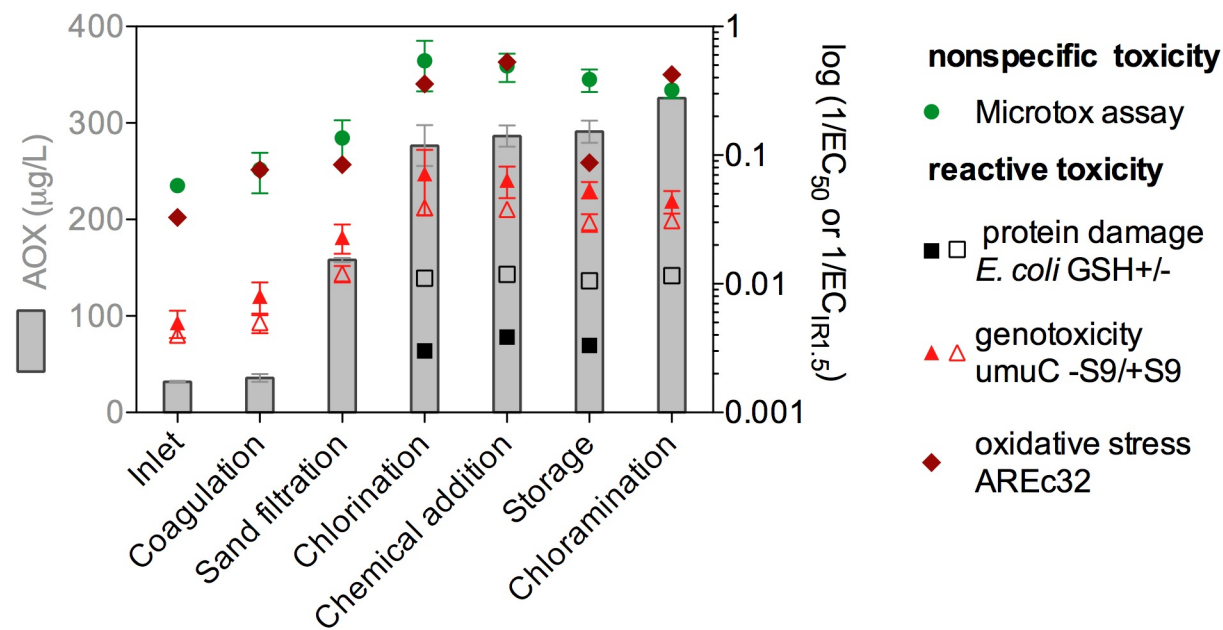 400
300
200
100
0
AOX (µg/L)
1
0.1
0.01
0.001
log (1/EC50 or 1/ECIR1.5)
Inlet
Coagulation
Sand filtration
Chlorination
Chemical addition
Storage
Chloramination
nonspecific toxicity
Microtox assay
reactive toxicity
protein damage
E. coli GSH+/-
genotoxicity
umuC -S9/+S9
oxidative stress
AREc32